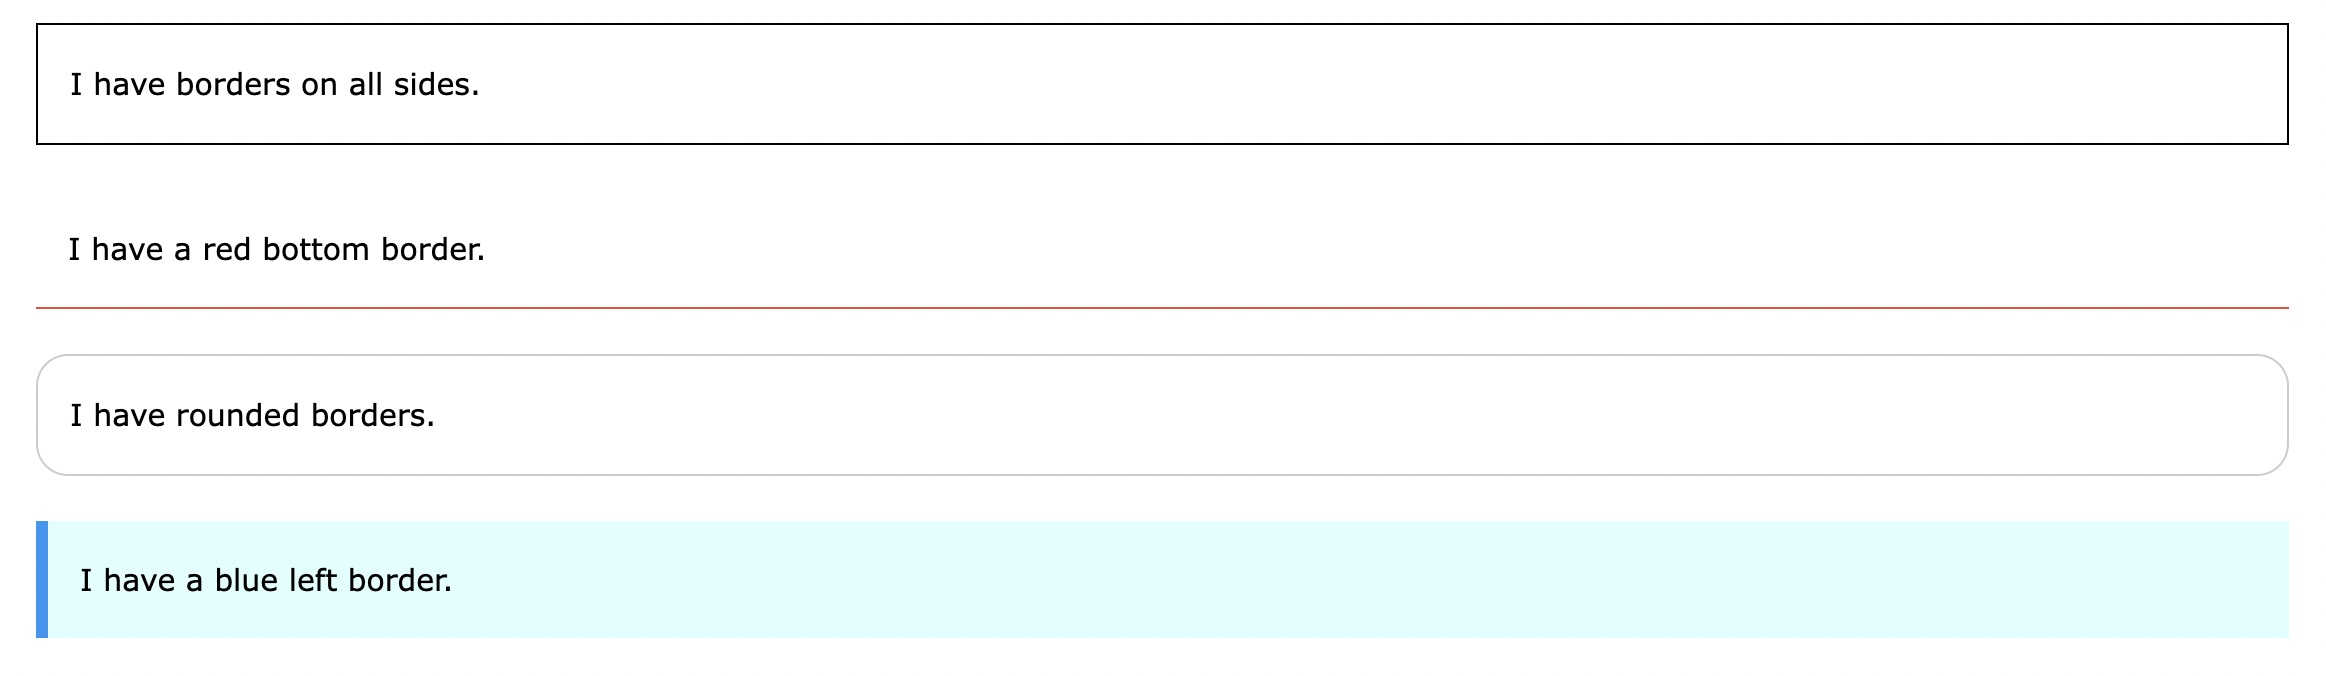 I have borders on all sides.
I have a red bottom border.
I have rounded borders.
I have a blue left border.